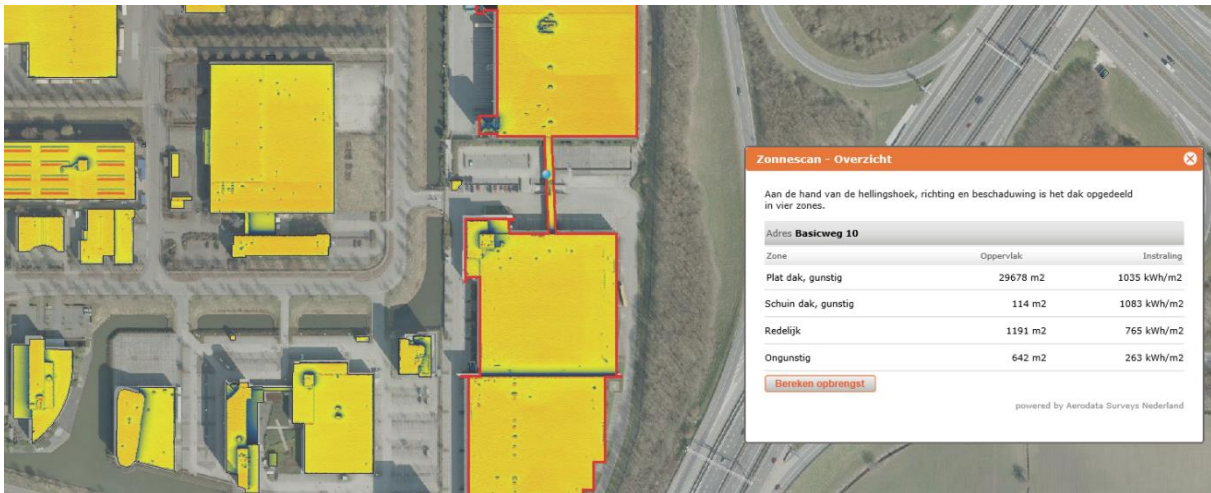 Zonnescan - Overzicht
Aan de hand van de hellingshoek, richting en beschaduwing is het dak opgedeeld
in vier zones.
Adres Basicweg 10
Zone Oppervlak Instraling
Plat dak, gunstig 29678 m2 1035 kWh/m2
Schuin dak, gunstig 114 m2 1083 kWh/m2
Redelijk 1191 m2 765 kWh/m2
Ongunstig 642 m2 263 kWh/m2
Bereken opbrengst
powered by Aerodata Surveys Nederland